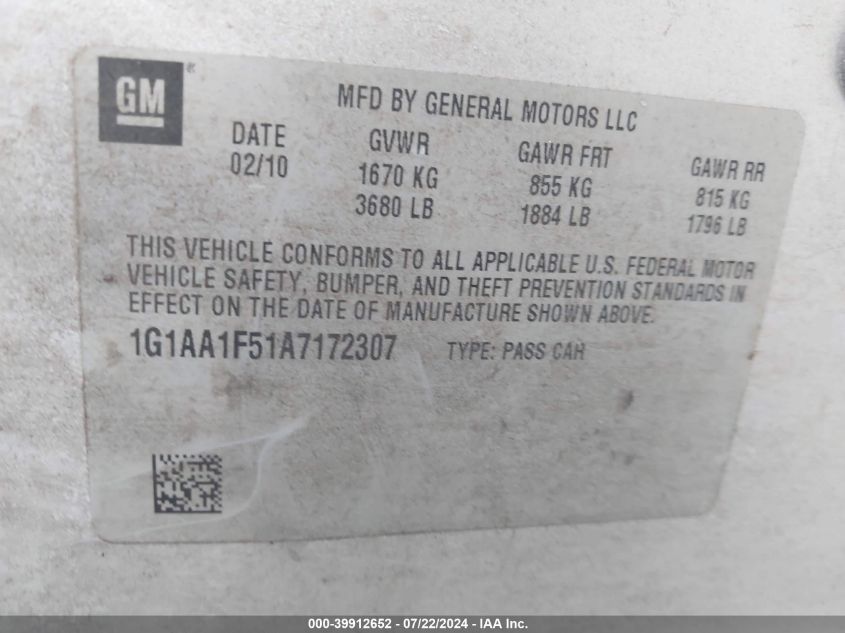 GM®
MFD BY GENERAL MOTORS LLC
DATE GVWR GAWR FRT GAWR RR
02/10 1670 KG 855 KG 815 KG
3680 LB 1884 LB 1796 LB
THIS VEHICLE CONFORMS TO ALL APPLICABLE U.S. FEDERAL MOTOR
VEHICLE SAFETY, BUMPER, AND THEFT PREVENTION STANDARDS IN
EFFECT ON THE DATE OF MANUFACTURE SHOWN ABOVE.
1G1AA1F51A7172307 TYPE: PASS CAR
000-39912652 - 07/22/2024 - IAA Inc.